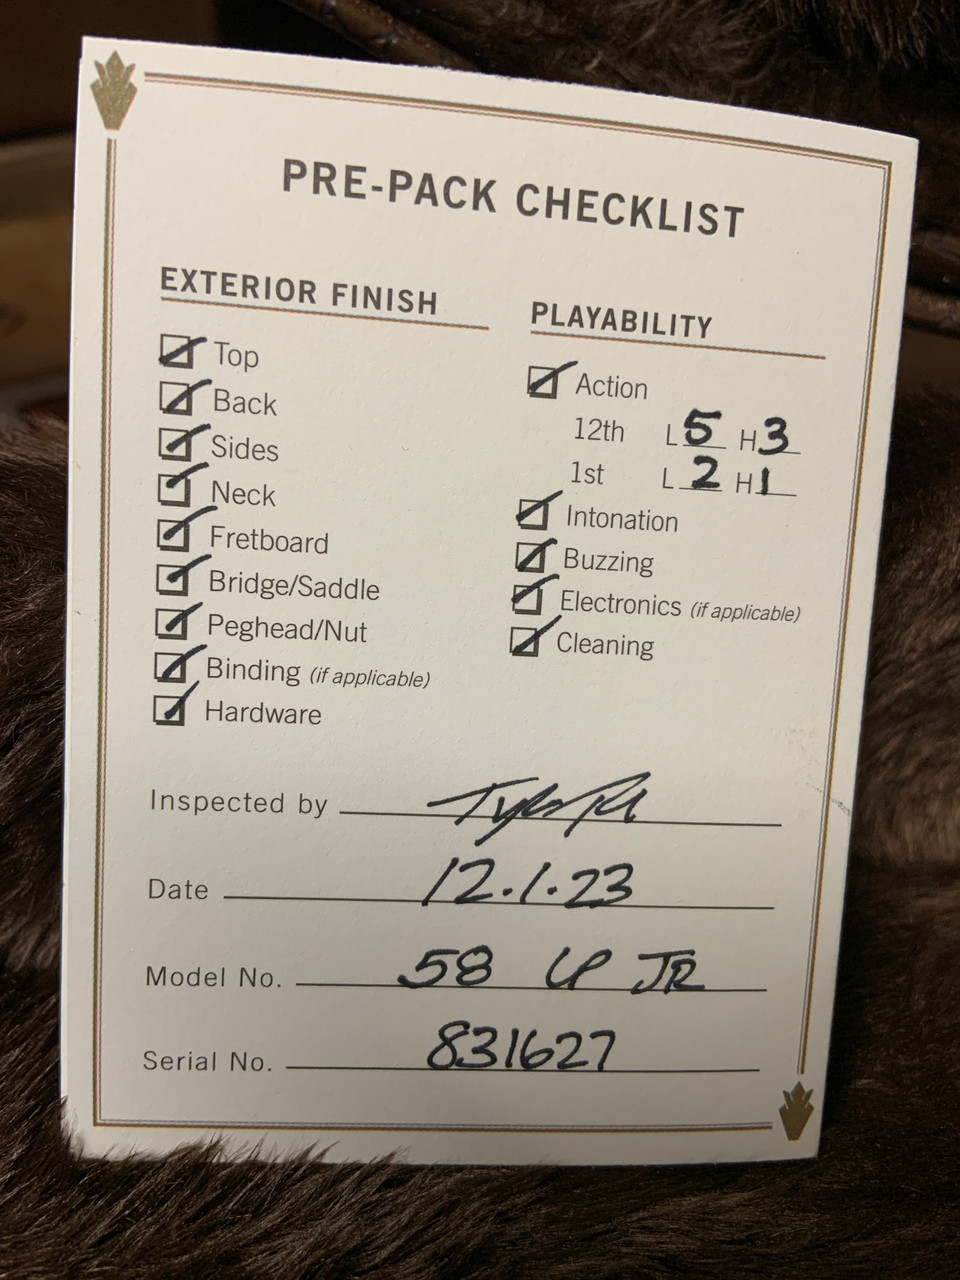 PRE-PACK CHECKLIST
EXTERIOR FINISH
Top
Back
Sides
Neck
Fretboard
Bridge/Saddle
Peghead/Nut
Binding (if applicable)
Hardware
PLAYABILITY
Action
12th L 5 H 3
1st L 2 H 1
Intonation
Buzzing
Electronics (if applicable)
Cleaning
Inspected by
Date 12.1.23
Model No. 58 LP JR
Serial No. 831627